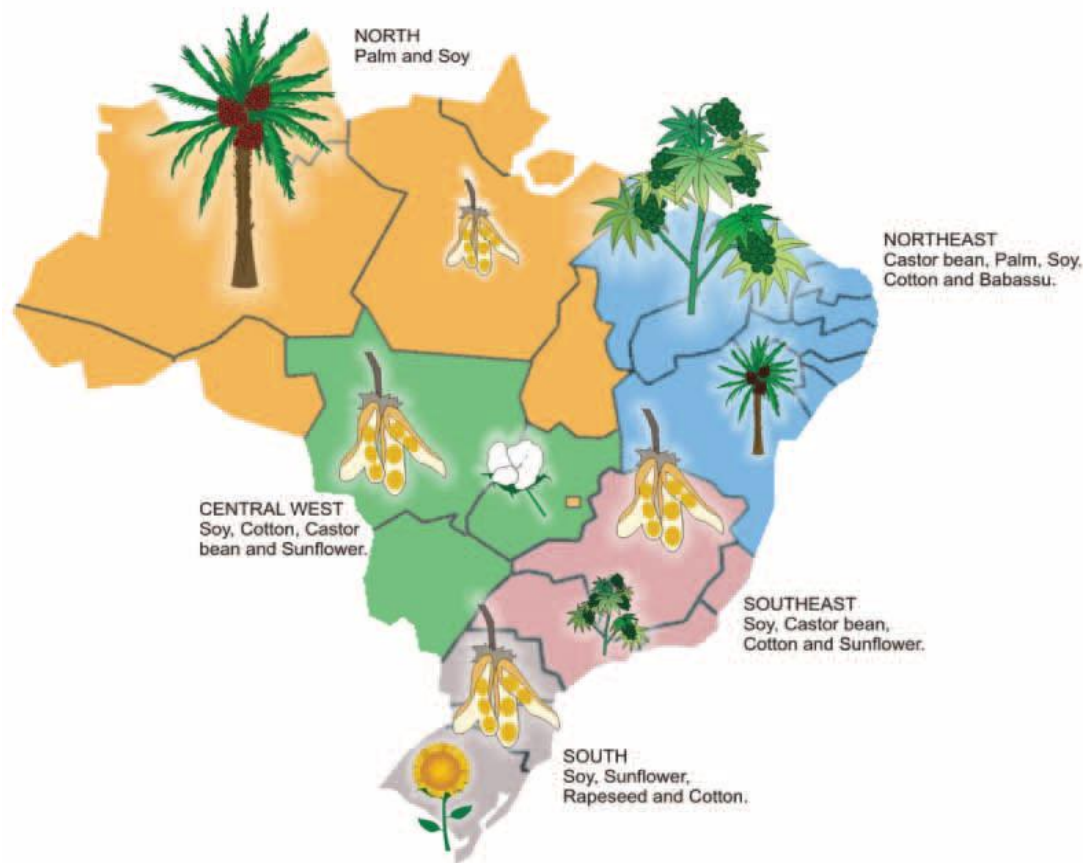 NORTH
Palm and Soy
NORTHEAST
Castor bean, Palm, Soy,
Cotton and Babassu.
CENTRAL WEST
Soy, Cotton, Castor
bean and Sunflower.
SOUTHEAST
Soy, Castor bean,
Cotton and Sunflower.
SOUTH
Soy, Sunflower,
Rapeseed and Cotton.